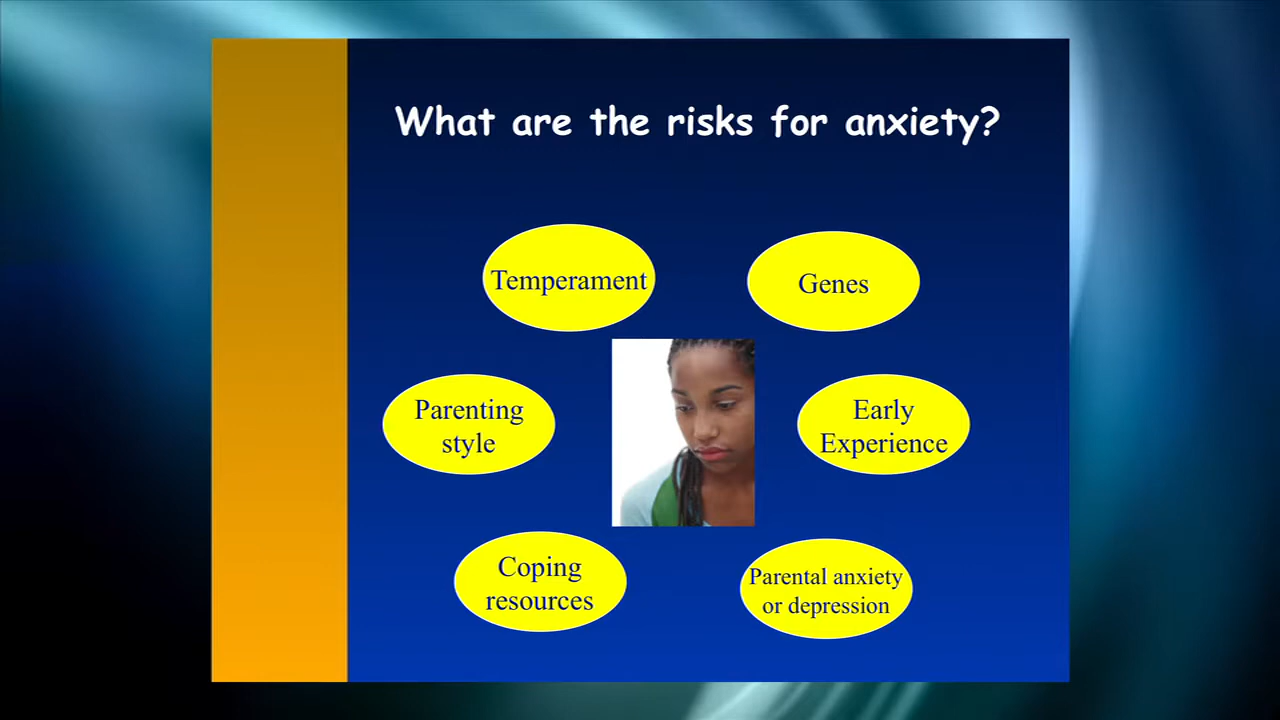 What are the risks for anxiety?
Temperament
Genes
Parenting
style
Early
Experience
Coping
resources
Parental anxiety
or depression